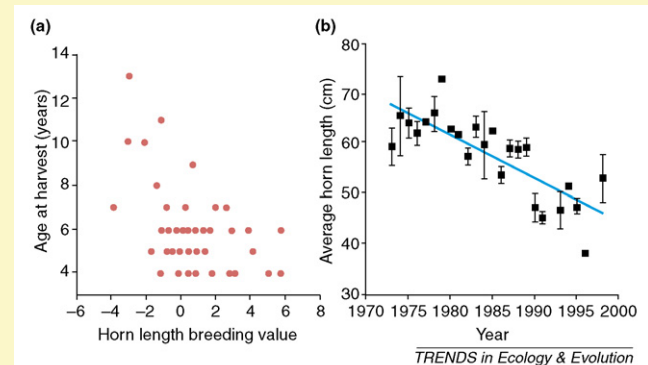 (a)
14
12
10
8
6
4
Age at harvest (years)
−6 −4 −2 0 2 4 6 8
Horn length breeding value
(b)
80
70
60
50
40
30
Average horn length (cm)
1970 1975 1980 1985 1990 1995 2000
Year
TRENDS in Ecology & Evolution